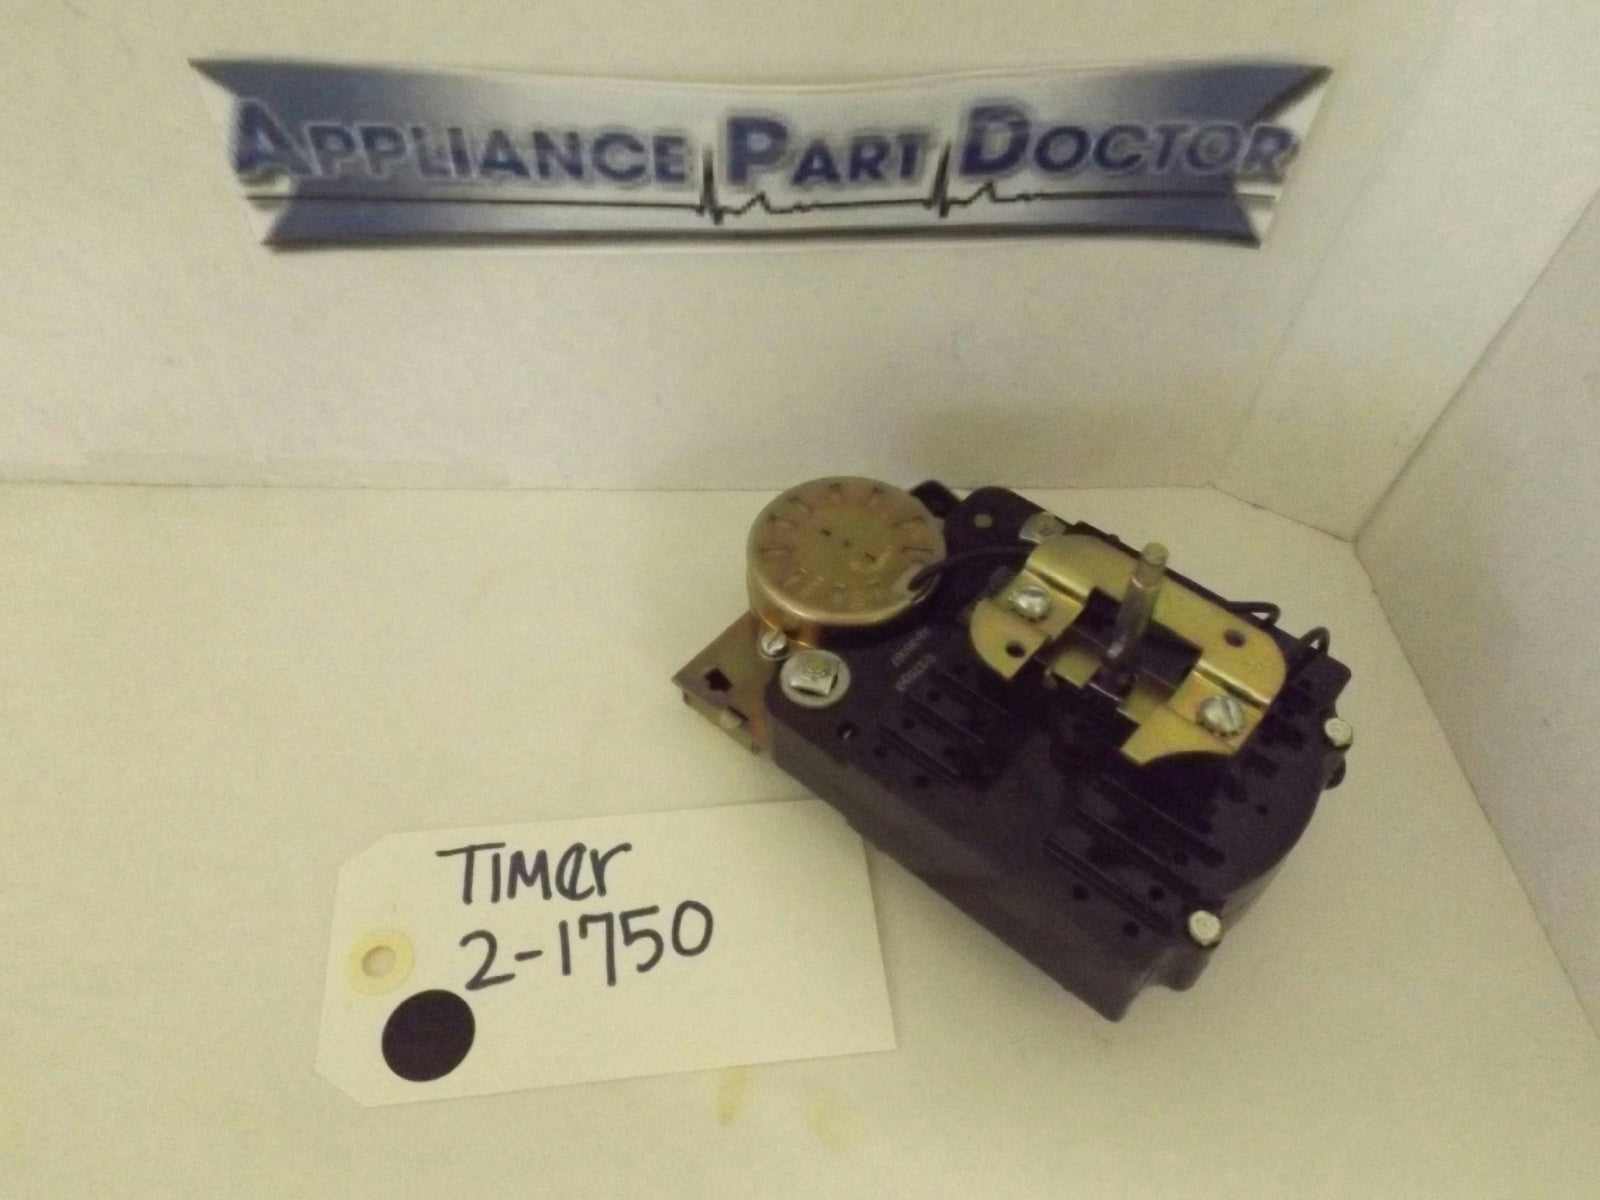 APPLIANCE PART DOCTOR
TIMer
2-1750